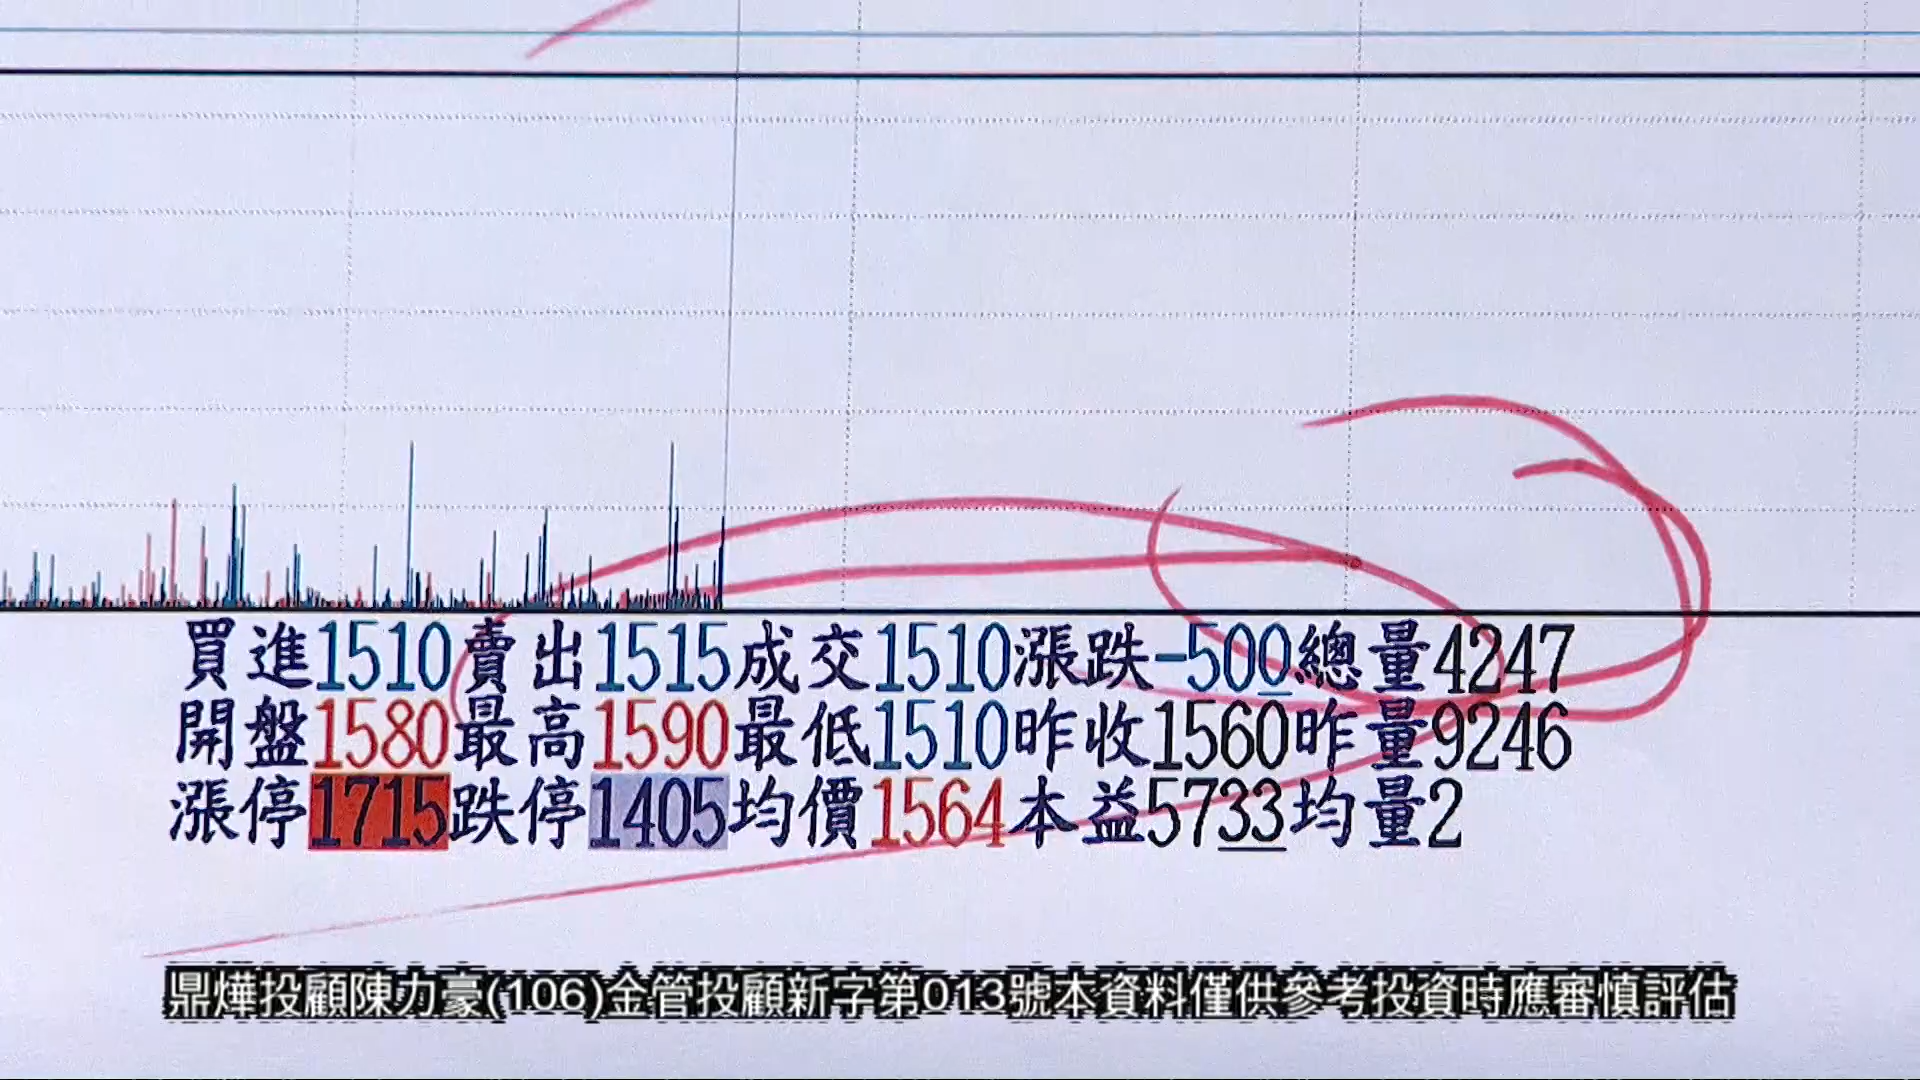 買進1510賣出1515成交1510漲跌-500總量4247
開盤1580最高1590最低1510昨收1560昨量9246
漲停1715跌停1405均價1564本益5733均量2
鼎燁投顧陳力豪(106)金管投顧新字第013號本資料僅供參考投資時應審慎評估